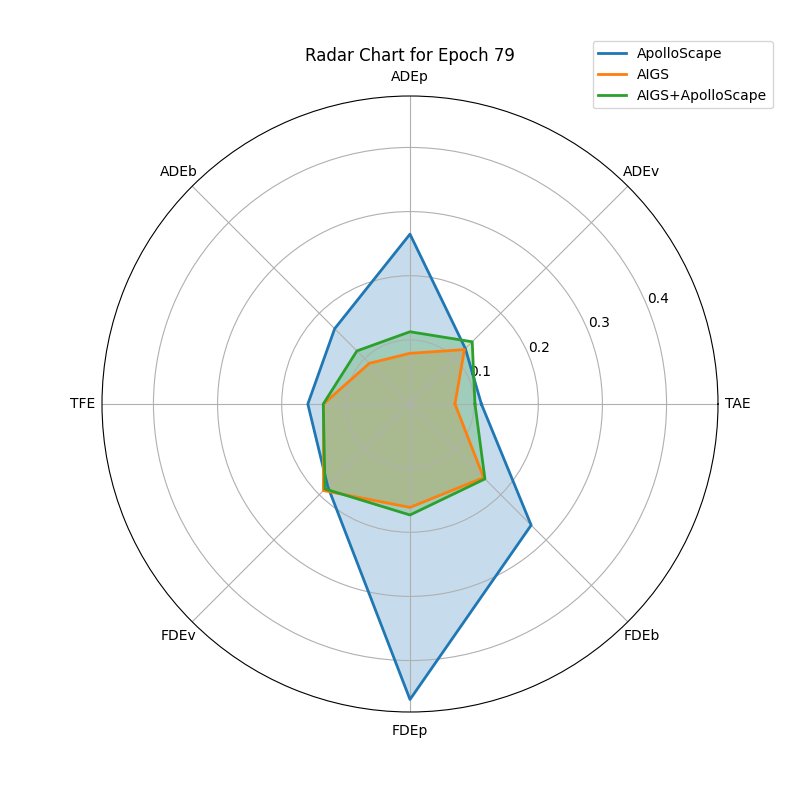 Radar Chart for Epoch 79
ApolloScape
AIGS
AIGS+ApolloScape
ADEp
ADEb
ADEv
0.4
0.3
0.2
0.1
TFE
TAE
FDEv
FDEb
FDEp